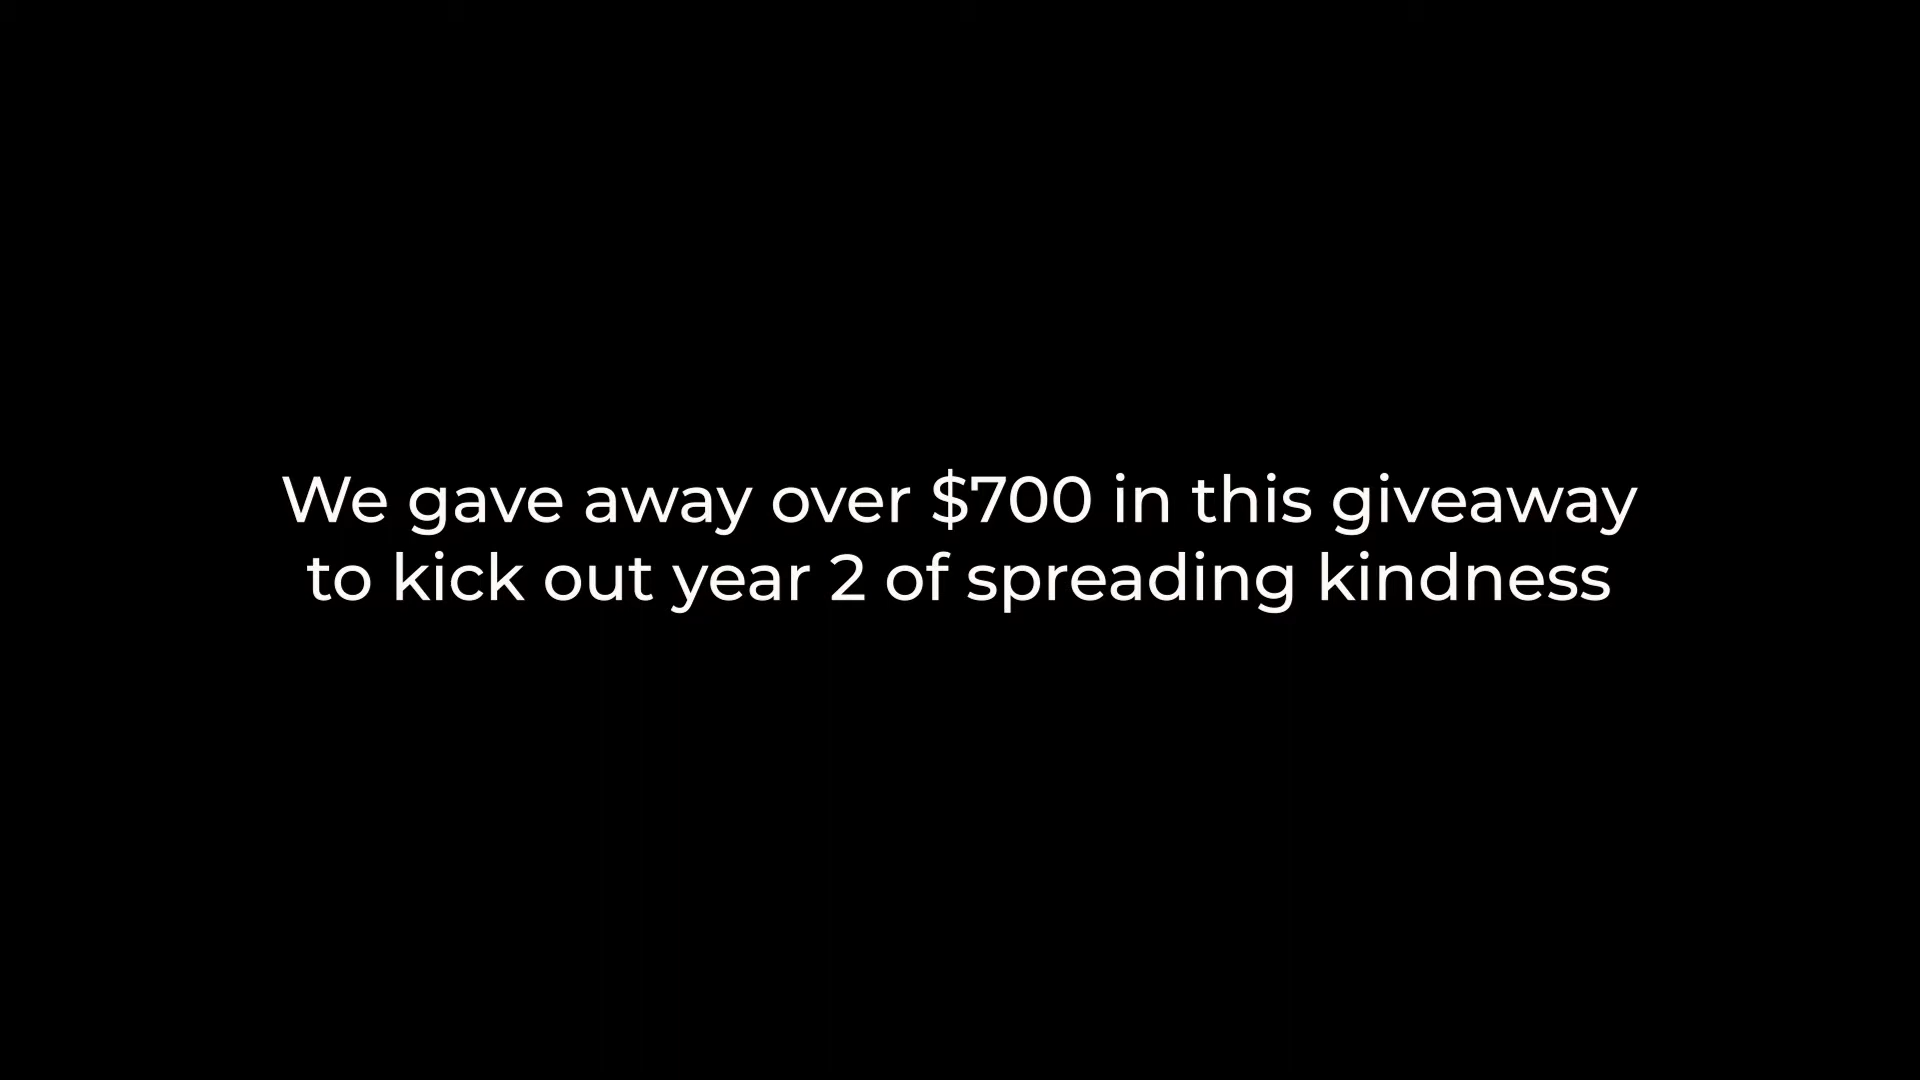 We gave away over $700 in this giveaway
to kick out year 2 of spreading kindness